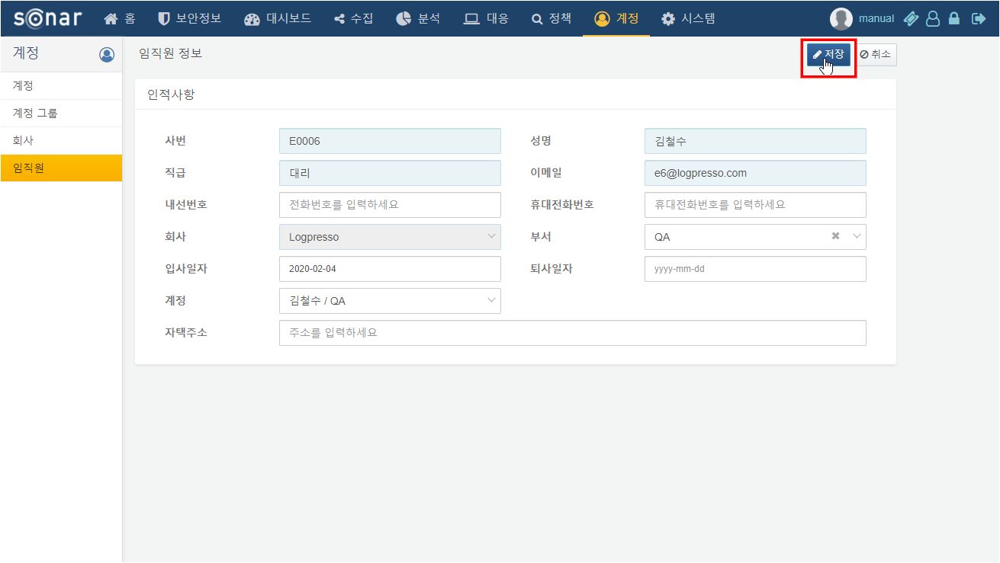 sonar 홈 보안정보 대시보드 수집 분석 대응 정책 계정 시스템 manual
계정
임직원 정보 저장 취소
계정
계정 그룹
회사
임직원
인적사항
사번 E0006 성명 김철수
직급 대리 이메일 e6@logpresso.com
내선번호 전화번호를 입력하세요 휴대전화번호 휴대전화번호를 입력하세요
회사 Logpresso 부서 QA
입사일자 2020-02-04 퇴사일자 yyyy-mm-dd
계정 김철수 / QA
자택주소 주소를 입력하세요